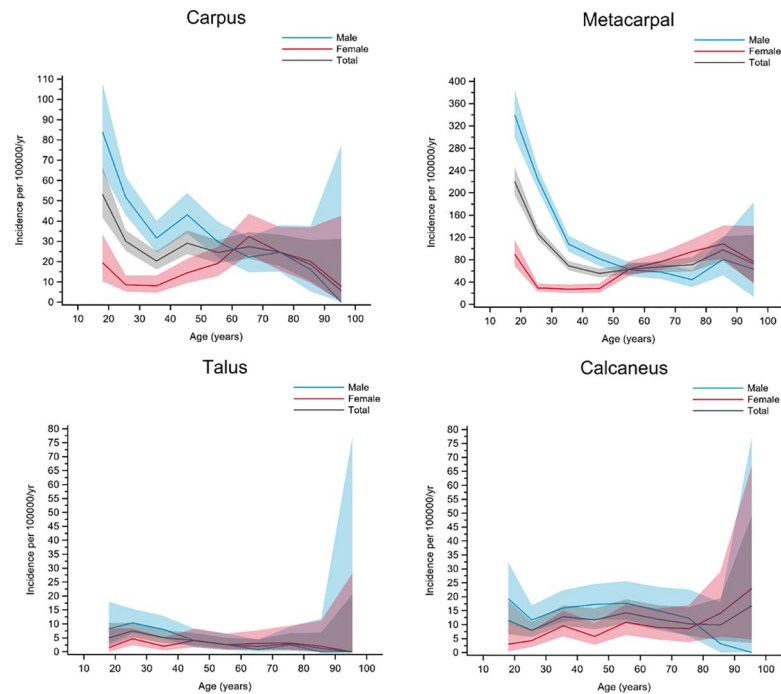 Carpus
Male
Female
Total
Incidence per 100000/yr
110
100
90
80
70
60
50
40
30
20
10
0
10 20 30 40 50 60 70 80 90 100
Age (years)
Metacarpal
Male
Female
Total
Incidence per 100000/yr
400
360
320
280
240
200
160
120
80
40
0
10 20 30 40 50 60 70 80 90 100
Age (years)
Talus
Male
Female
Total
Incidence per 100000/yr
80
75
70
65
60
55
50
45
40
35
30
25
20
15
10
5
0
10 20 30 40 50 60 70 80 90 100
Age (years)
Calcaneus
Male
Female
Total
Incidence per 100000/yr
80
75
70
65
60
55
50
45
40
35
30
25
20
15
10
5
0
10 20 30 40 50 60 70 80 90 100
Age (years)